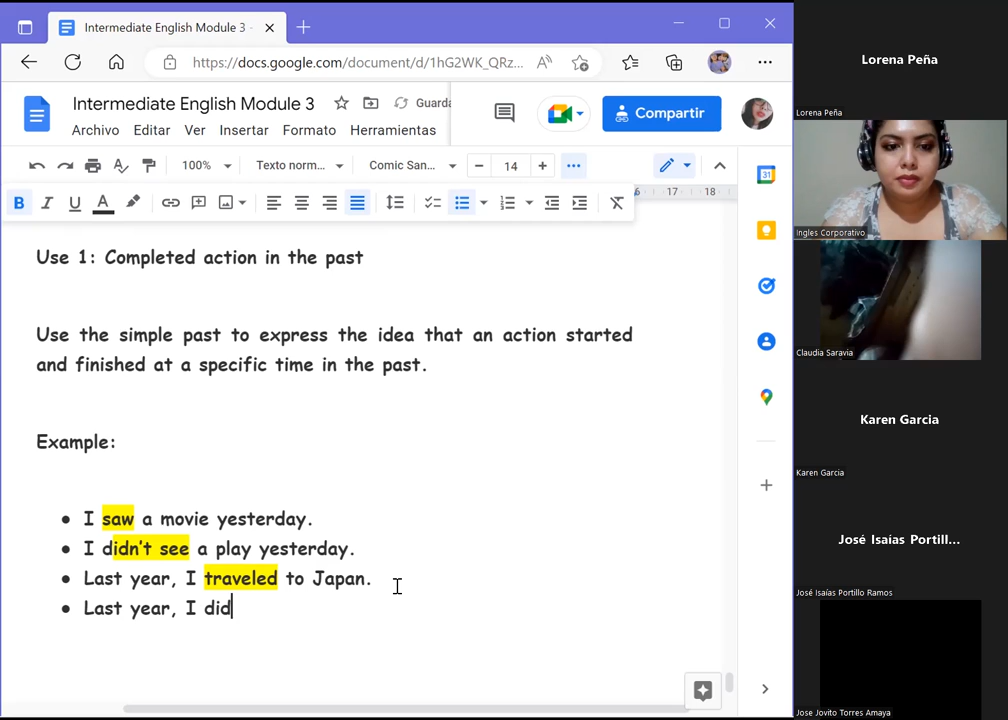 Intermediate English Module 3 -
https://docs.google.com/document/d/1hG2WK_QRz...
Intermediate English Module 3
Guarda
Compartir
Archivo Editar Ver Insertar Formato Herramientas
100% Texto norm... Comic San... - 14 +
16 17 18
Use 1: Completed action in the past
Use the simple past to express the idea that an action started
and finished at a specific time in the past.
Example:
I saw a movie yesterday.
I didn't see a play yesterday.
Last year, I traveled to Japan.
Last year, I did
Lorena Peña
Lorena Peña
Ingles Corporativo
Claudia Saravia
Karen Garcia
Karen Garcia
José Isaías Portill...
José Isaías Portillo Ramos
Jose Jovito Torres Amaya